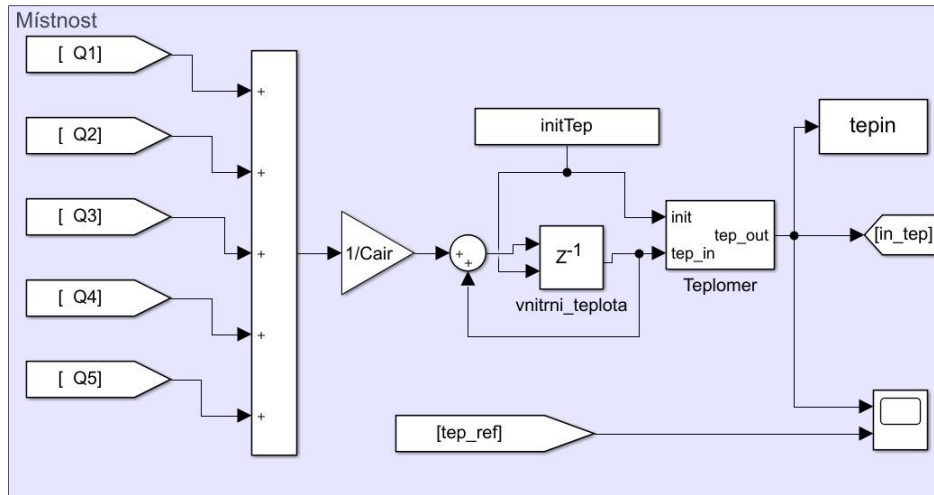 Místnost
[ Q1]
[ Q2]
[ Q3]
[ Q4]
[ Q5]
+
+
+
+
+
1/Cair
+
+
initTep
z-1
vnitrni_teplota
init
tep_in
tep_out
Teplomer
tepin
[in_tep]
[tep_ref]